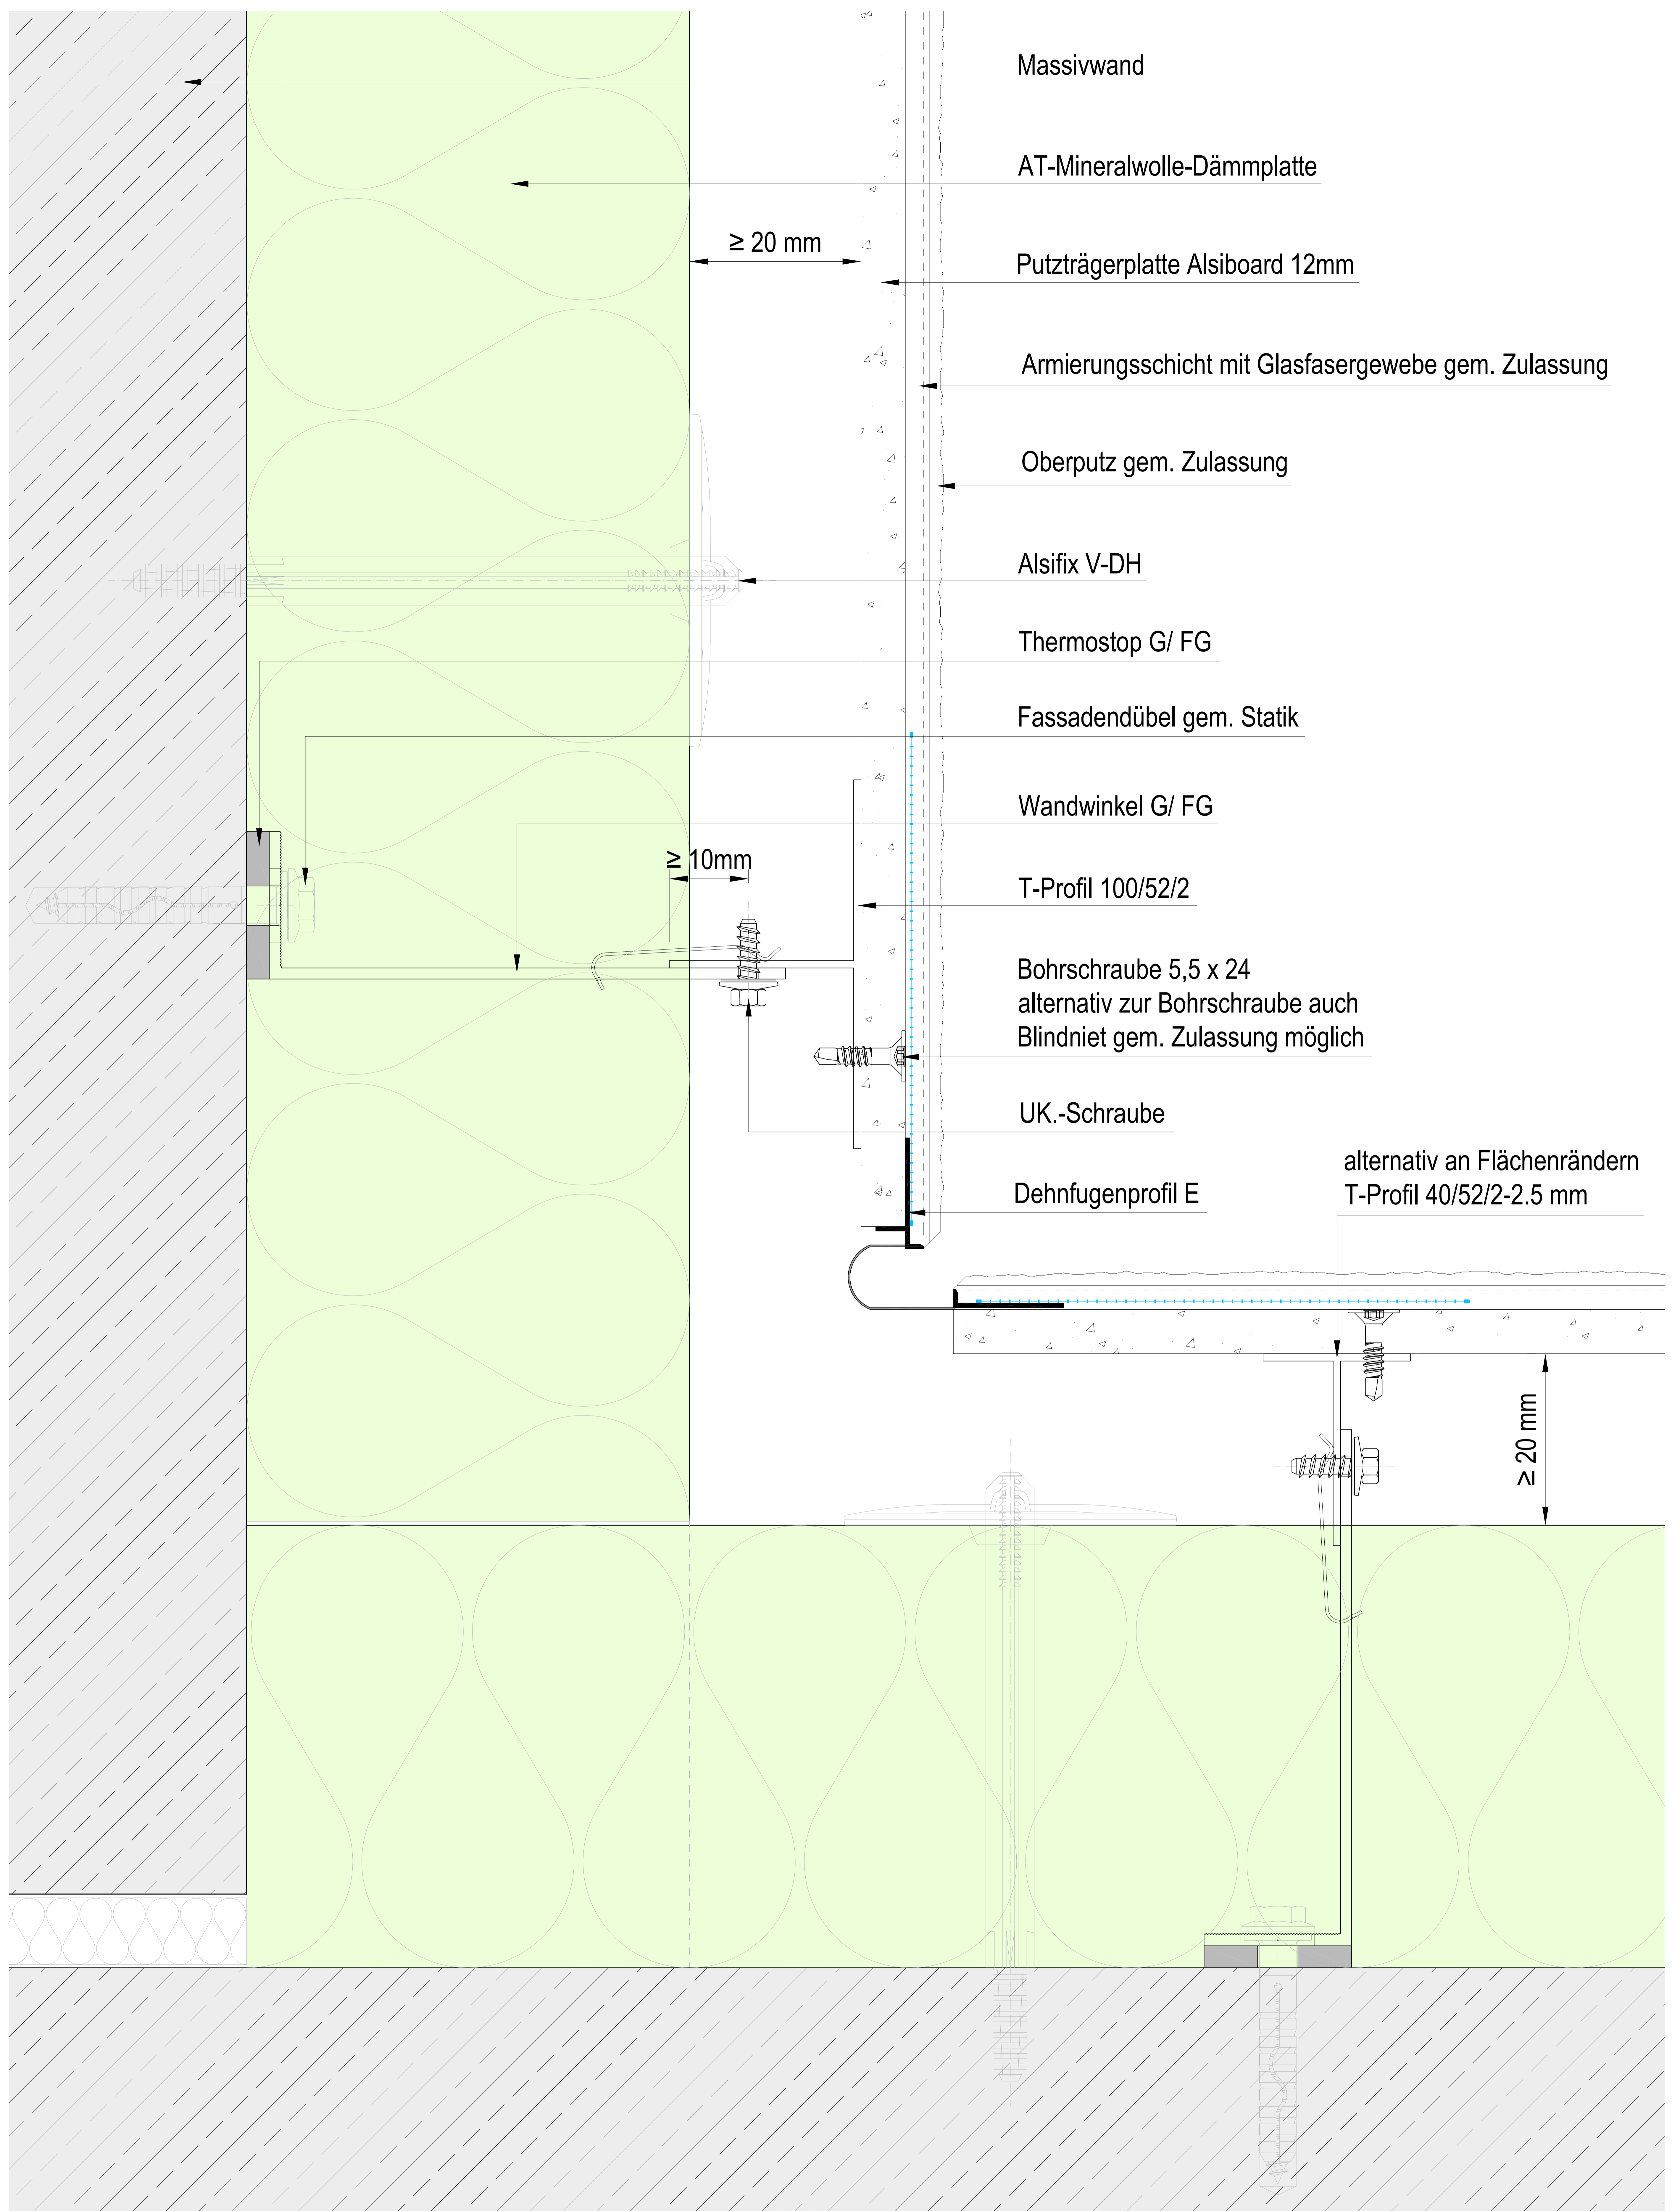 Massivwand
AT-Mineralwolle-Dämmplatte
≥ 20 mm
Putzträgerplatte Alsiboard 12mm
Armierungsschicht mit Glasfasergewebe gem. Zulassung
Oberputz gem. Zulassung
Alsifix V-DH
Thermostop G/ FG
Fassadendübel gem. Statik
Wandwinkel G/ FG
≥ 10mm
T-Profil 100/52/2
Bohrschraube 5,5 x 24
alternativ zur Bohrschraube auch
Blindniet gem. Zulassung möglich
UK.-Schraube
alternativ an Flächenrändern
T-Profil 40/52/2-2.5 mm
Dehnfugenprofil E
≥ 20 mm